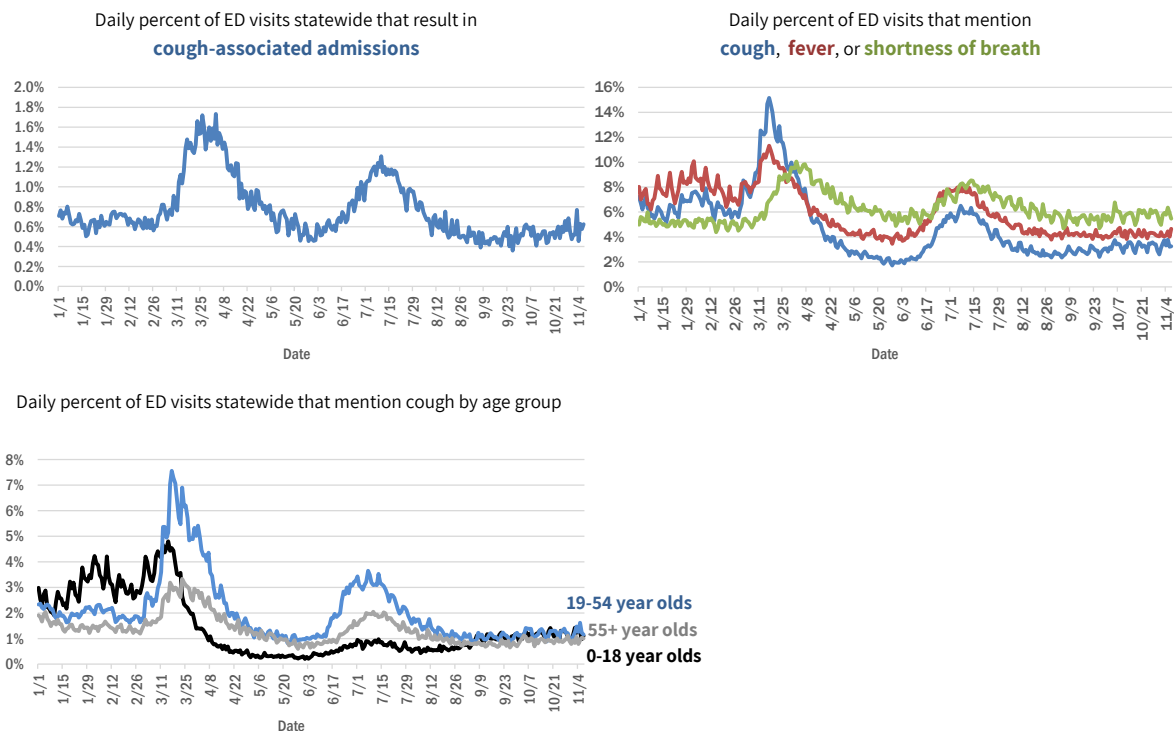 Daily percent of ED visits statewide that result in
cough-associated admissions
2.0%
1.8%
1.6%
1.4%
1.2%
1.0%
0.8%
0.6%
0.4%
0.2%
0.0%
1/1 1/15 1/29 2/12 2/26 3/11 3/25 4/8 4/22 5/6 5/20 6/3 6/17 7/1 7/15 7/29 8/12 8/26 9/9 9/23 10/7 10/21 11/4
Date
Daily percent of ED visits that mention
cough, fever, or shortness of breath
16%
14%
12%
10%
8%
6%
4%
2%
0%
1/1 1/15 1/29 2/12 2/26 3/11 3/25 4/8 4/22 5/6 5/20 6/3 6/17 7/1 7/15 7/29 8/12 8/26 9/9 9/23 10/7 10/21 11/4
Date
Daily percent of ED visits statewide that mention cough by age group
8%
7%
6%
5%
4%
3%
2%
1%
0%
19-54 year olds
55+ year olds
0-18 year olds
1/1 1/15 1/29 2/12 2/26 3/11 3/25 4/8 4/22 5/6 5/20 6/3 6/17 7/1 7/15 7/29 8/12 8/26 9/9 9/23 10/7 10/21 11/4
Date